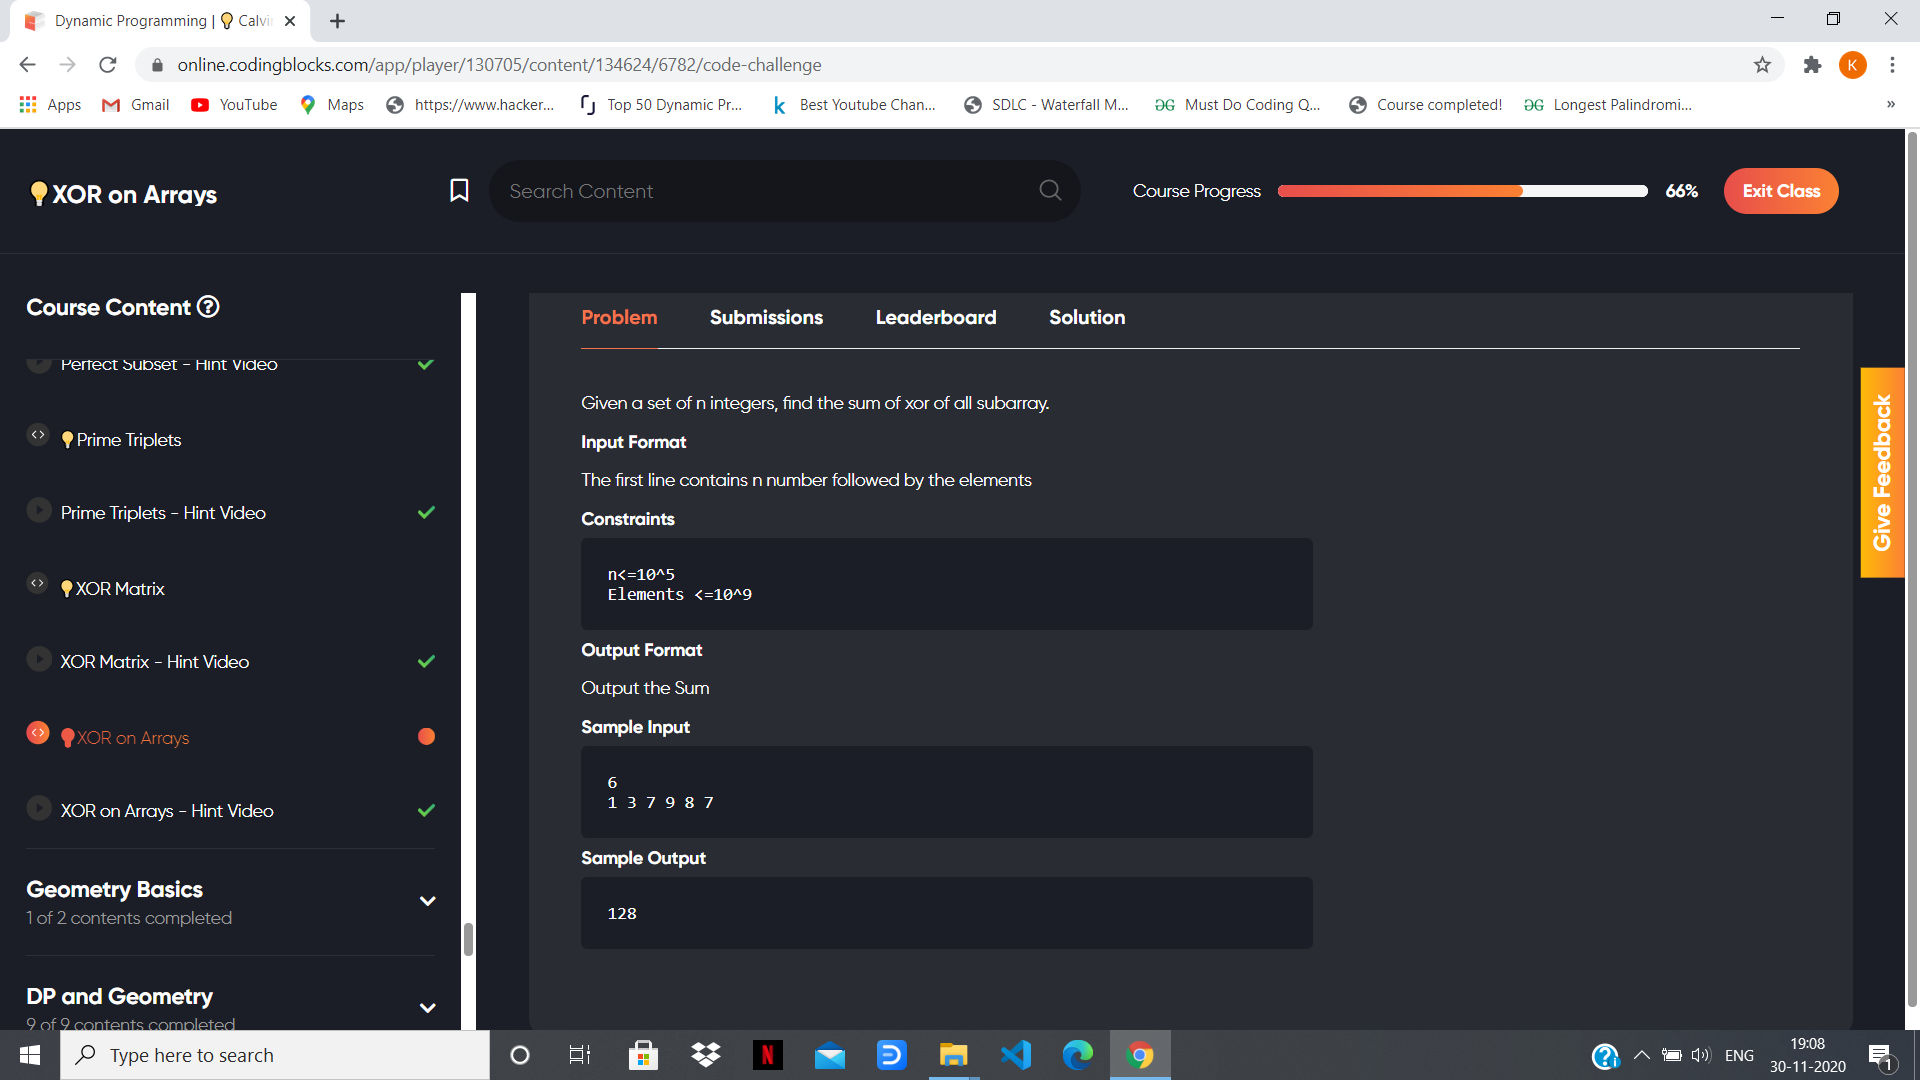 Dynamic Programming | 💡 Calvi
online.codingblocks.com/app/player/130705/content/134624/6782/code-challenge
K
Apps
Gmail
YouTube
Maps
https://www.hacker...
Top 50 Dynamic Pr...
Best Youtube Chan...
SDLC - Waterfall M...
Must Do Coding Q...
Course completed!
Longest Palindromi...
»
💡XOR on Arrays
Search Content
Course Progress
66%
Exit Class
Course Content
Perfect Subset - Hint Video
💡Prime Triplets
Prime Triplets - Hint Video
💡XOR Matrix
XOR Matrix - Hint Video
💡XOR on Arrays
XOR on Arrays - Hint Video
Geometry Basics
1 of 2 contents completed
DP and Geometry
9 of 9 contents completed
Problem
Submissions
Leaderboard
Solution
Given a set of n integers, find the sum of xor of all subarray.
Input Format
The first line contains n number followed by the elements
Constraints
n<=10^5
Elements <=10^9
Output Format
Output the Sum
Sample Input
6
1 3 7 9 8 7
Sample Output
128
Give Feedback
Type here to search
ENG
19:08
30-11-2020
1